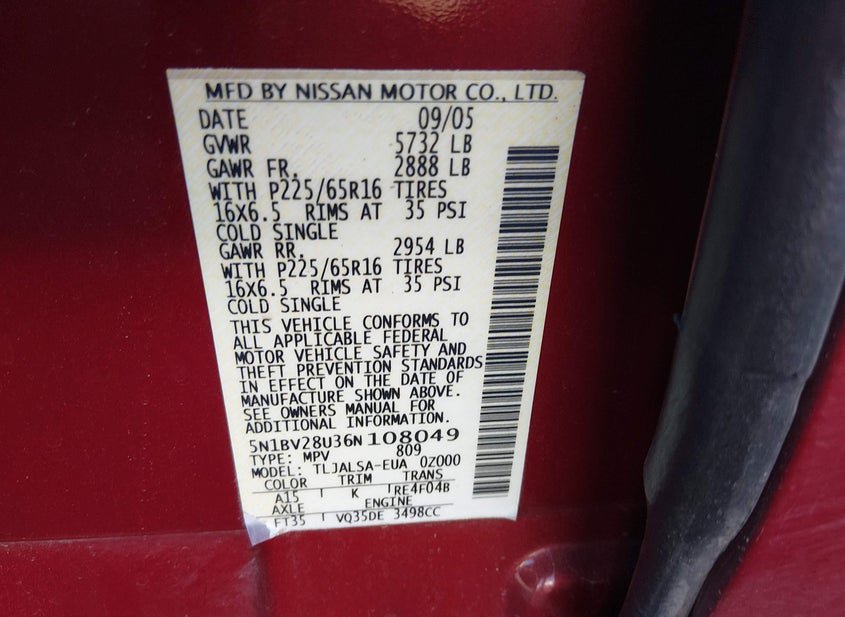 MFD BY NISSAN MOTOR CO., LTD.
DATE 09/05
GVWR 5732 LB
GAWR FR. 2888 LB
WITH P225/65R16 TIRES
16X6.5 RIMS AT 35 PSI
COLD SINGLE
GAWR RR. 2954 LB
WITH P225/65R16 TIRES
16X6.5 RIMS AT 35 PSI
COLD SINGLE
THIS VEHICLE CONFORMS TO
ALL APPLICABLE FEDERAL
MOTOR VEHICLE SAFETY AND
THEFT PREVENTION STANDARDS
IN EFFECT ON THE DATE OF
MANUFACTURE SHOWN ABOVE.
SEE OWNERS MANUAL FOR
ADDITIONAL INFORMATION.
5N1BV28U36N108049
TYPE: MPV 809
MODEL: TLJALSA-EUA 0Z000
COLOR TRIM TRANS
A15 K RE4F04B
AXLE ENGINE
FT35 VQ35DE 3498CC